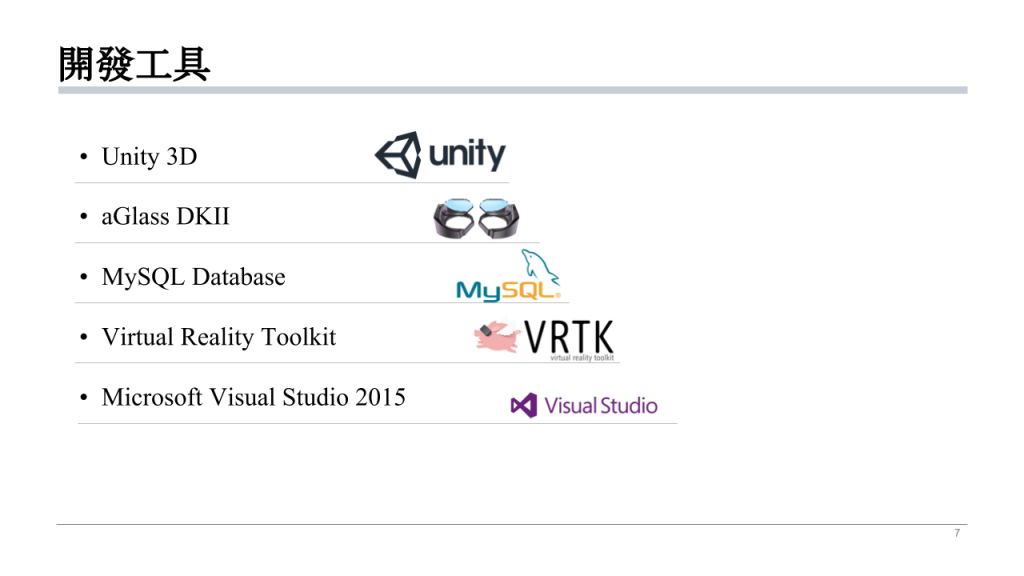 開發工具
• Unity 3D
unity
• aGlass DKII
• MySQL Database
MySQL®
• Virtual Reality Toolkit
VRTK
virtual reality toolkit
• Microsoft Visual Studio 2015
Visual Studio
7